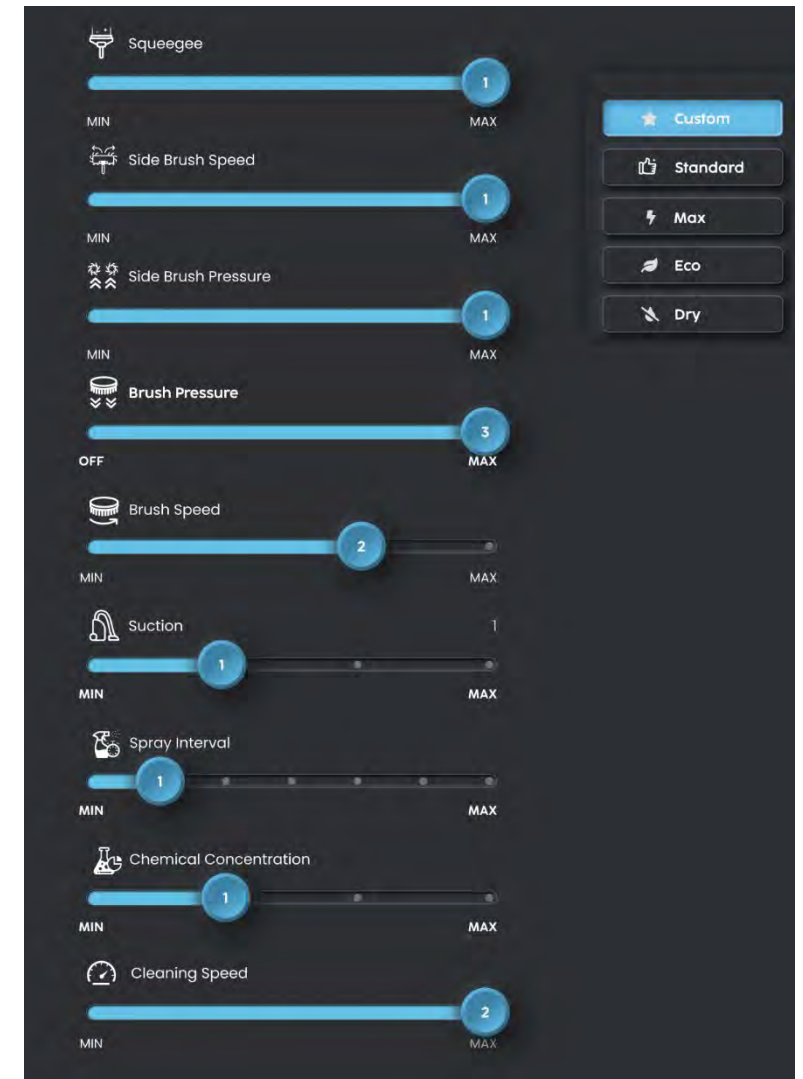 Squeegee
1
MIN MAX
Side Brush Speed
1
MIN MAX
Side Brush Pressure
1
MIN MAX
Brush Pressure
3
OFF MAX
Brush Speed
2
MIN MAX
Suction 1
1
MIN MAX
Spray Interval
1
MIN MAX
Chemical Concentration
1
MIN MAX
Cleaning Speed
2
MIN MAX
Custom
Standard
Max
Eco
Dry